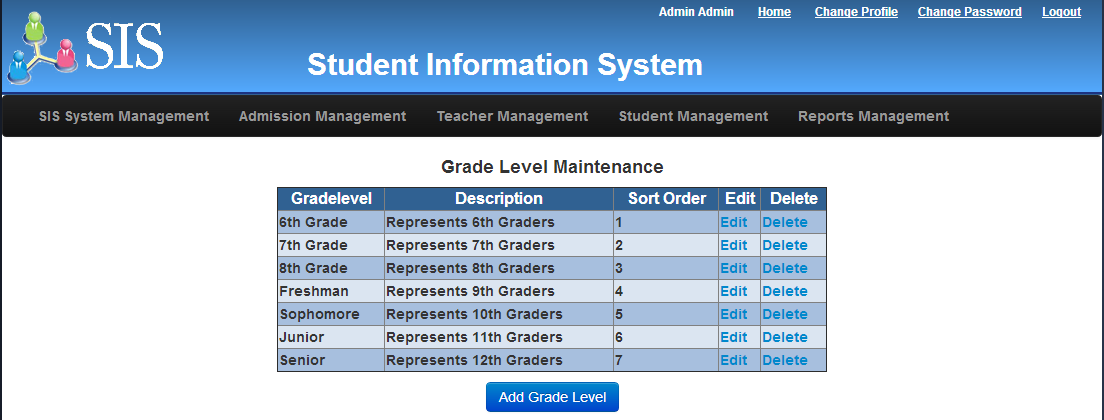 Admin Admin Home Change Profile Change Password Logout
SIS
Student Information System
SIS System Management Admission Management Teacher Management Student Management Reports Management
Grade Level Maintenance
Gradelevel Description Sort Order Edit Delete
6th Grade Represents 6th Graders 1 Edit Delete
7th Grade Represents 7th Graders 2 Edit Delete
8th Grade Represents 8th Graders 3 Edit Delete
Freshman Represents 9th Graders 4 Edit Delete
Sophomore Represents 10th Graders 5 Edit Delete
Junior Represents 11th Graders 6 Edit Delete
Senior Represents 12th Graders 7 Edit Delete
Add Grade Level